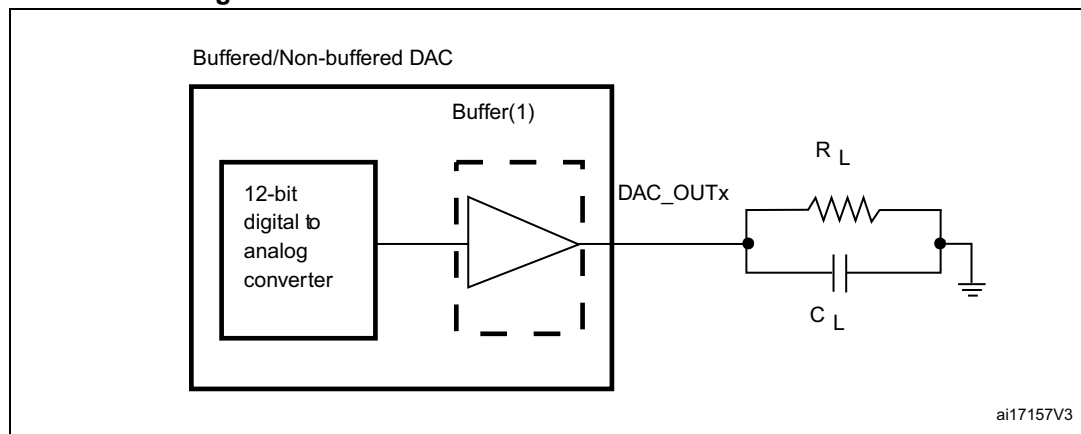 Buffered/Non-buffered DAC
Buffer(1)
12-bit
digital to
analog
converter
DAC_OUTx
R L
C L
ai17157V3